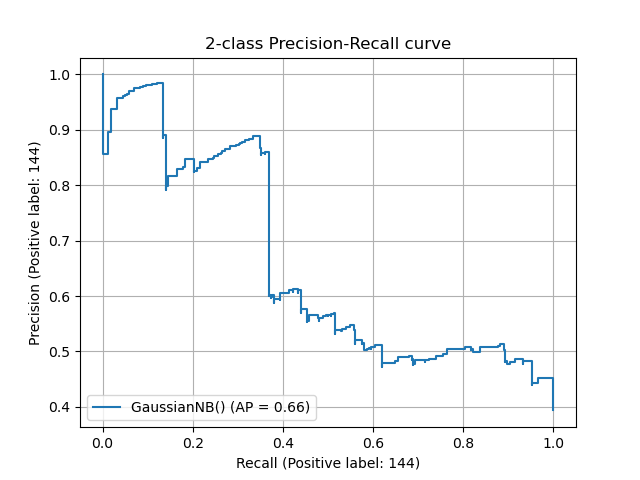 2-class Precision-Recall curve
1.0
0.9
0.8
0.7
0.6
0.5
0.4
Precision (Positive label: 144)
GaussianNB() (AP = 0.66)
0.0 0.2 0.4 0.6 0.8 1.0
Recall (Positive label: 144)